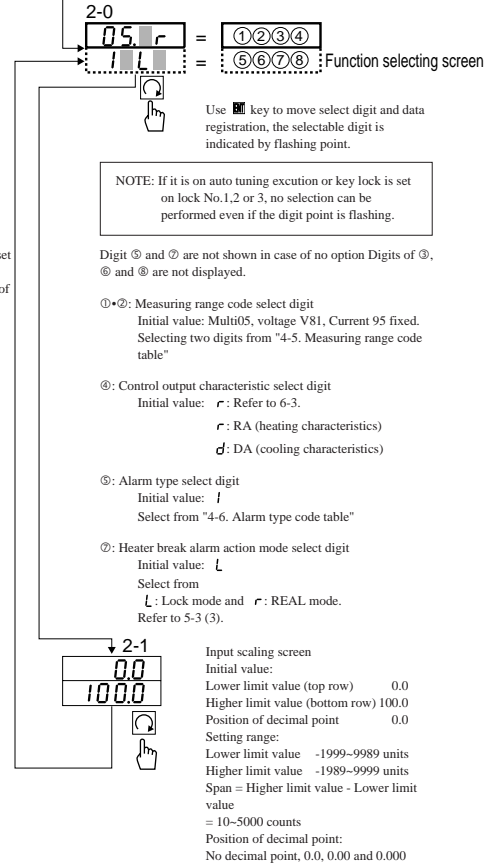 2-0
05. r = ①②③④
1 L = ⑤⑥⑦⑧ Function selecting screen
Use ENT key to move select digit and data
registration, the selectable digit is
indicated by flashing point.
NOTE: If it is on auto tuning excution or key lock is set
on lock No.1,2 or 3, no selection can be
performed even if the digit point is flashing.
Digit ⑤ and ⑦ are not shown in case of no option Digits of ③,
⑥ and ⑧ are not displayed.
set
of
①•②: Measuring range code select digit
Initial value: Multi05, voltage V81, Current 95 fixed.
Selecting two digits from "4-5. Measuring range code
table"
④: Control output characteristic select digit
Initial value: r: Refer to 6-3.
r: RA (heating characteristics)
d: DA (cooling characteristics)
⑤: Alarm type select digit
Initial value: 1
Select from "4-6. Alarm type code table"
⑦: Heater break alarm action mode select digit
Initial value: L
Select from
L: Lock mode and r: REAL mode.
Refer to 5-3 (3).
2-1
0.0
100.0
Input scaling screen
Initial value:
Lower limit value (top row) 0.0
Higher limit value (bottom row) 100.0
Position of decimal point 0.0
Setting range:
Lower limit value -1999~9989 units
Higher limit value -1989~9999 units
Span = Higher limit value - Lower limit
value
= 10~5000 counts
Position of decimal point:
No decimal point, 0.0, 0.00 and 0.000